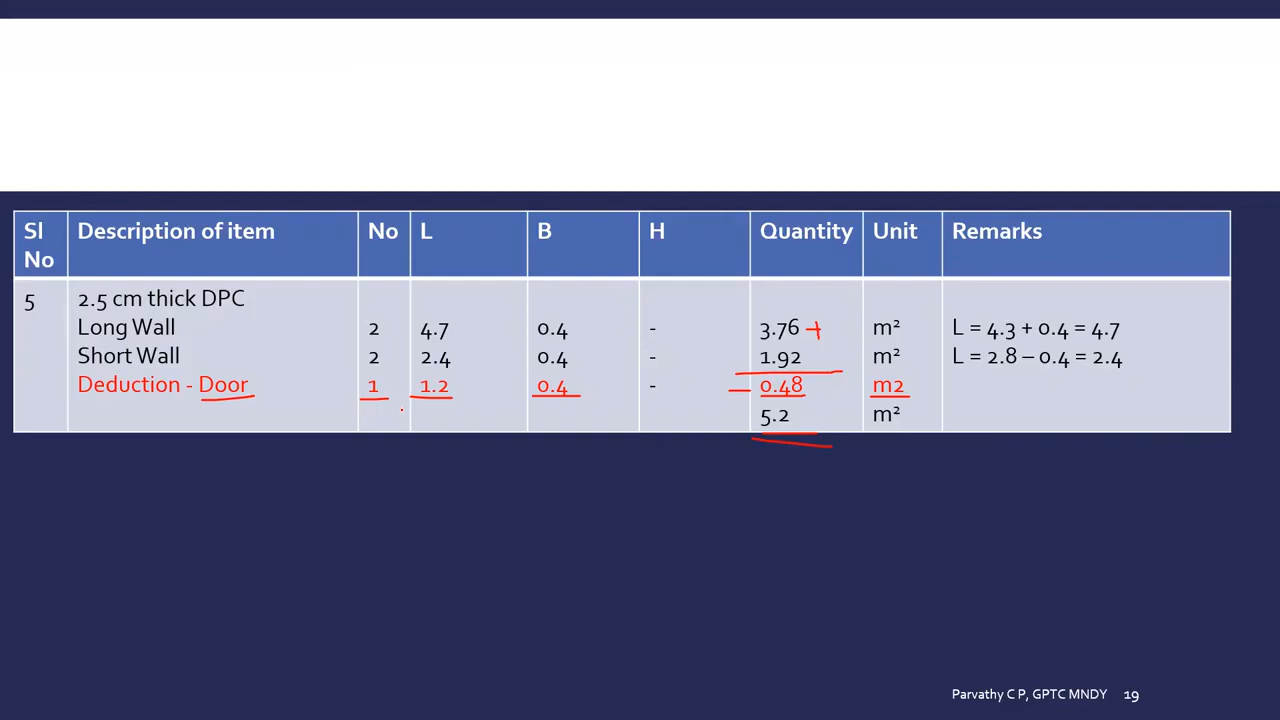 Sl No Description of item No L B H Quantity Unit Remarks
5 2.5 cm thick DPC
Long Wall 2 4.7 0.4 - 3.76 + m² L = 4.3 + 0.4 = 4.7
Short Wall 2 2.4 0.4 - 1.92 m² L = 2.8 – 0.4 = 2.4
Deduction - Door 1 1.2 0.4 - – 0.48 m2
5.2 m²
Parvathy C P, GPTC MNDY 19